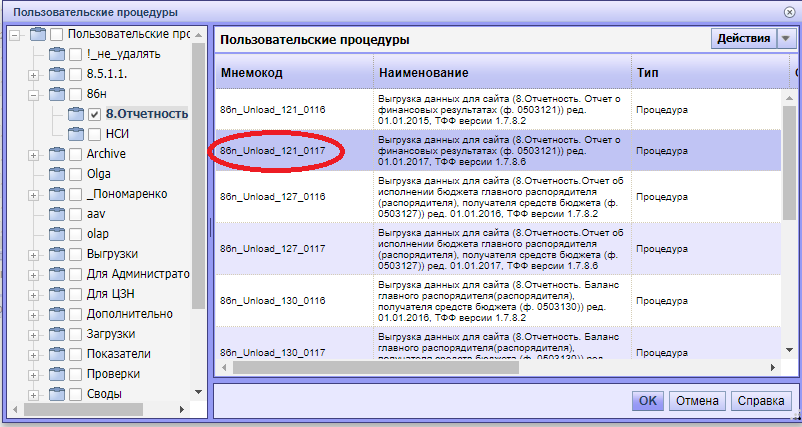 Пользовательские процедуры
Пользовательские прс
!_не_удалять
8.5.1.1.
86н
8.Отчетность
НСИ
Archive
Olga
_Пономаренко
aav
olap
Выгрузки
Для Администратс
Для ЦЗН
Дополнительно
Загрузки
Показатели
Проверки
Своды
Пользовательские процедуры
Действия
Мнемокод Наименование Тип
86n_Unload_121_0116
Выгрузка данных для сайта (8.Отчетность. Отчет о
финансовых результатах (ф. 0503121)) ред.
01.01.2015, ТФФ версии 1.7.8.2
Процедура
86n_Unload_121_0117
Выгрузка данных для сайта (8.Отчетность. Отчет о
финансовых результатах (ф. 0503121)) ред.
01.01.2017, ТФФ версии 1.7.8.6
Процедура
86n_Unload_127_0116
Выгрузка данных для сайта (8.Отчетность.Отчет об
исполнении бюджета главного распорядителя
(распорядителя), получателя средств бюджета (ф.
0503127)) ред. 01.01.2016, ТФФ версии 1.7.8.2
Процедура
86n_Unload_127_0117
Выгрузка данных для сайта (8.Отчетность.Отчет об
исполнении бюджета главного распорядителя
(распорядителя), получателя средств бюджета (ф.
0503127)) ред. 01.01.2017, ТФФ версии 1.7.8.6
Процедура
86n_Unload_130_0116
Выгрузка данных для сайта (8.Отчетность. Баланс
главного распорядителя(распорядителя),
получателя средств бюджета (ф. 0503130)) ред.
01.01.2016, ТФФ версии 1.7.8.2
Процедура
86n_Unload_130_0117
Выгрузка данных для сайта (8.Отчетность. Баланс
главного распорядителя(распорядителя),
получателя средств бюджета (ф. 0503130)) ред.
Процедура
OK Отмена Справка